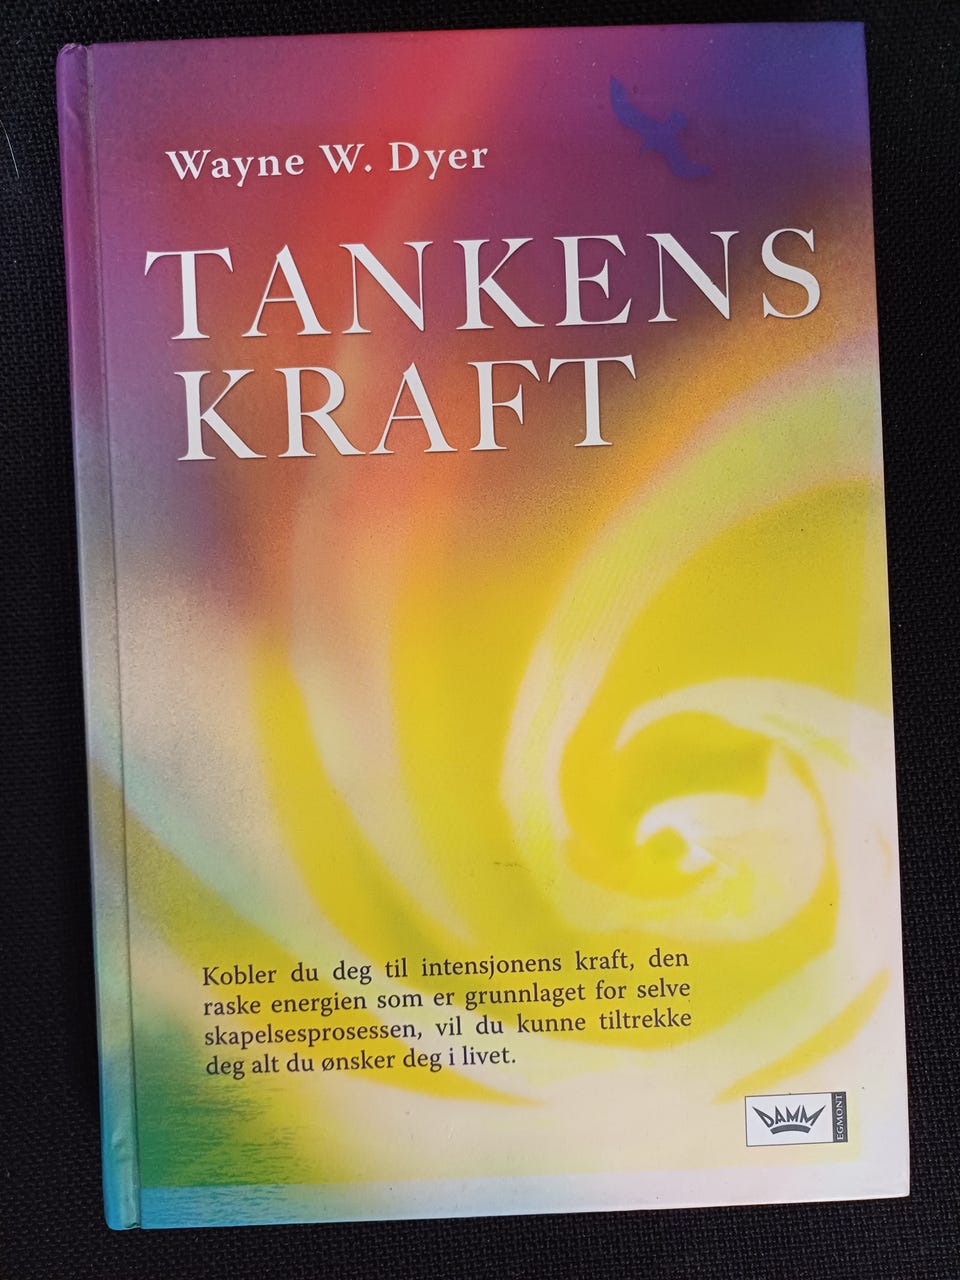 Wayne W. Dyer
TANKENS
KRAFT
Kobler du deg til intensjonens kraft, den
raske energien som er grunnlaget for selve
skapelsesprosessen, vil du kunne tiltrekke
deg alt du ønsker deg i livet.
DAMM
EGMONT